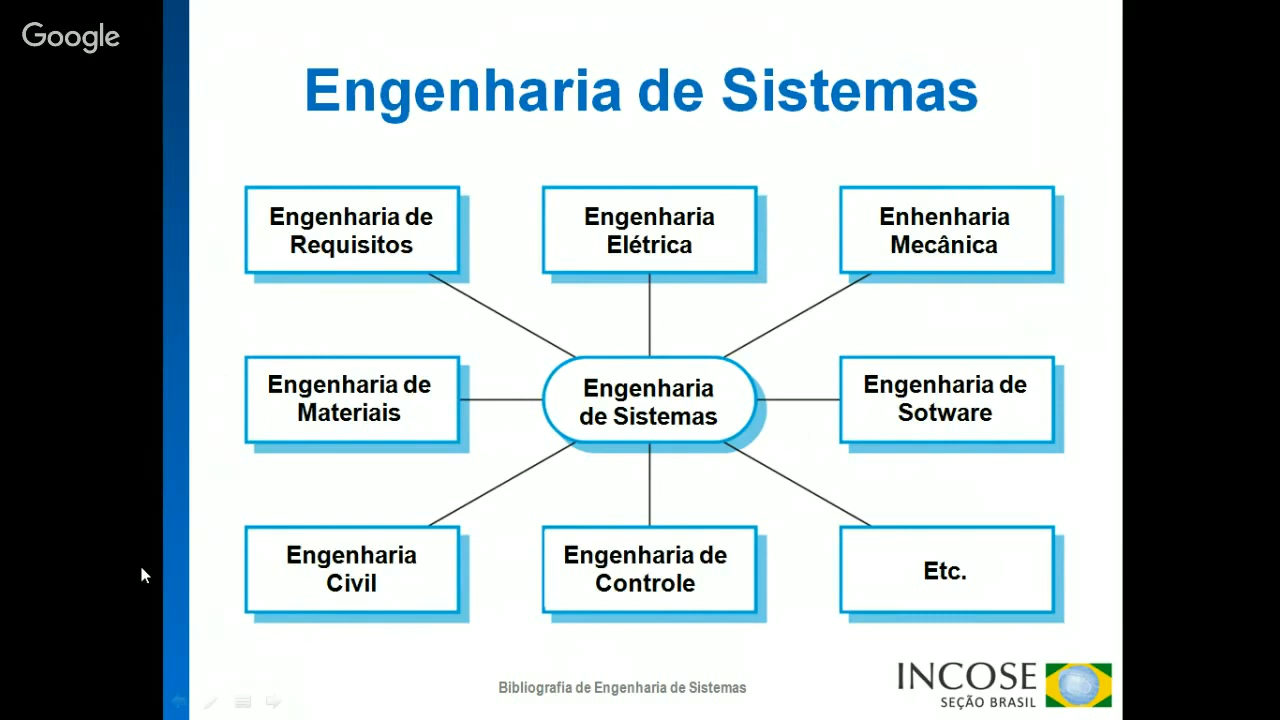 Google
Engenharia de Sistemas
Engenharia de
Requisitos
Engenharia
Elétrica
Enhenharia
Mecânica
Engenharia de
Materiais
Engenharia
de Sistemas
Engenharia de
Sotware
Engenharia
Civil
Engenharia de
Controle
Etc.
Bibliografia de Engenharia de Sistemas
INCOSE
SEÇÃO BRASIL